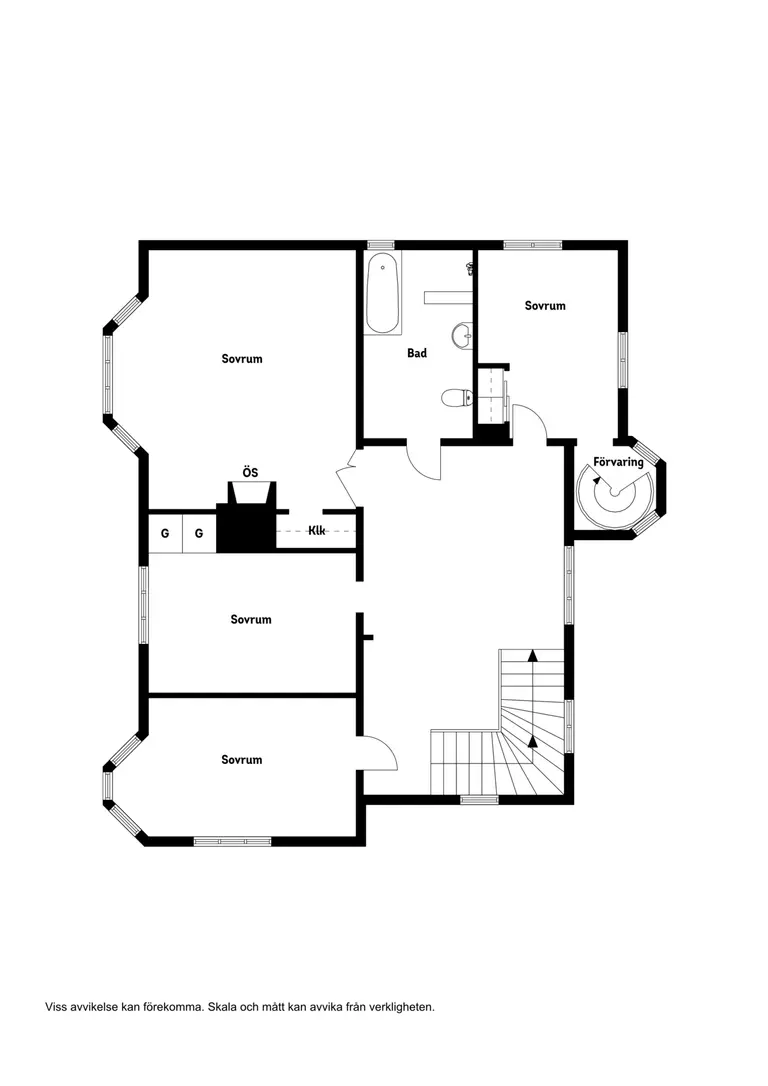 Sovrum
Sovrum
Bad
Förvaring
ÖS
G
G
Klk
Sovrum
Sovrum
Viss avvikelse kan förekomma. Skala och mått kan avvika från verkligheten.